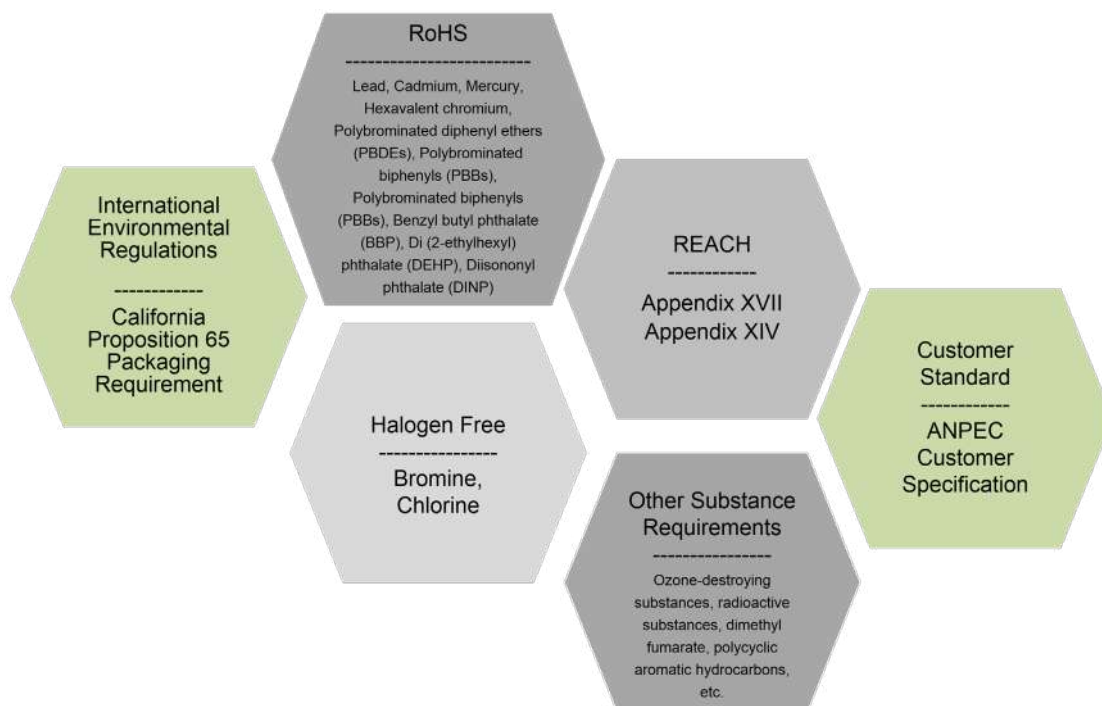 RoHS
-------------------------
Lead, Cadmium, Mercury,
Hexavalent chromium,
Polybrominated diphenyl ethers
(PBDEs), Polybrominated
biphenyls (PBBs),
Polybrominated biphenyls
(PBBs), Benzyl butyl phthalate
(BBP), Di (2-ethylhexyl)
phthalate (DEHP), Diisononyl
phthalate (DINP)
International
Environmental
Regulations
------------
California
Proposition 65
Packaging
Requirement
REACH
------------
Appendix XVII
Appendix XIV
Halogen Free
----------------
Bromine,
Chlorine
Customer
Standard
------------
ANPEC
Customer
Specification
Other Substance
Requirements
----------------
Ozone-destroying
substances, radioactive
substances, dimethyl
fumarate, polycyclic
aromatic hydrocarbons,
etc.